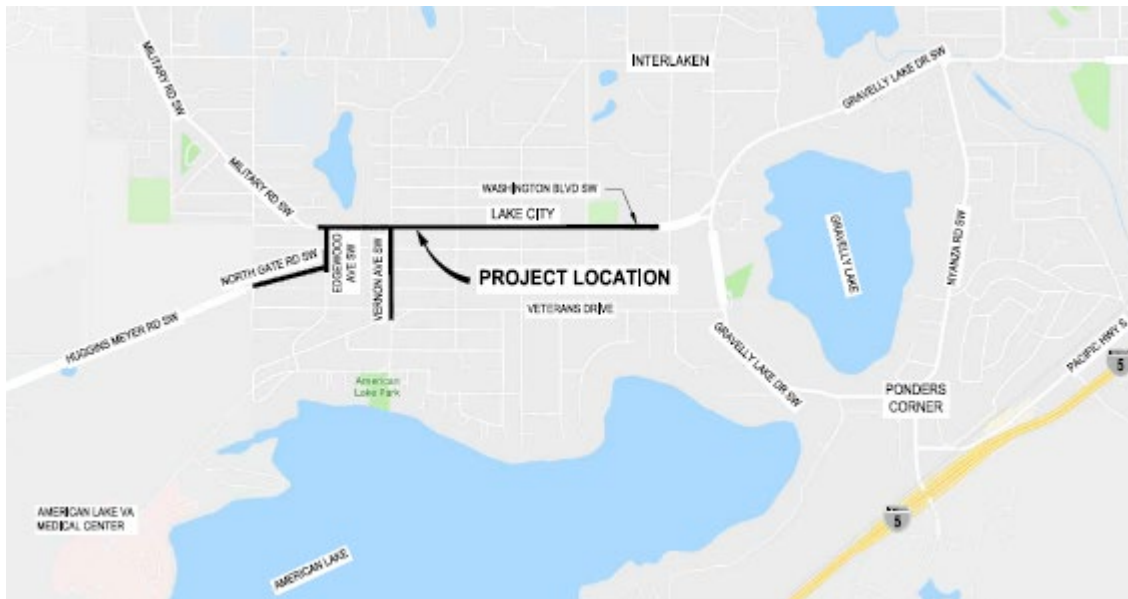 MILITARY RD SW
INTERLAKEN
GRAVELLY LAKE DR SW
MILITARY RD SW
WASHINGTON BLVD SW
LAKE CITY
NORTH GATE RD SW
EDGEWOOD
AVE SW
VERNON AVE SW
PROJECT LOCATION
VETERANS DRIVE
GRAVELLY LAKE
NYANZA RD SW
HUGGINS MEYER RD SW
GRAVELLY LAKE DR SW
PACIFIC HWY S
5
American
Lake Park
PONDERS
CORNER
AMERICAN LAKE VA
MEDICAL CENTER
5
AMERICAN LAKE